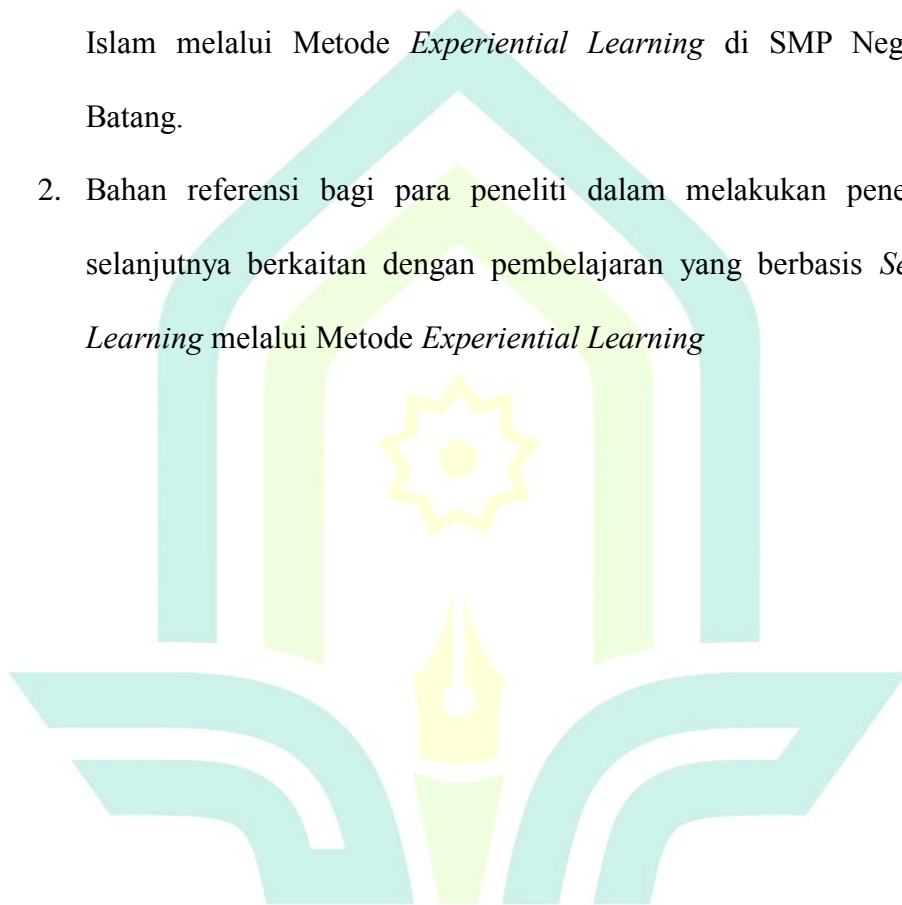 Islam melalui Metode Experiential Learning di SMP Neg
Batang.
2. Bahan referensi bagi para peneliti dalam melakukan pene
selanjutnya berkaitan dengan pembelajaran yang berbasis Se
Learning melalui Metode Experiential Learning